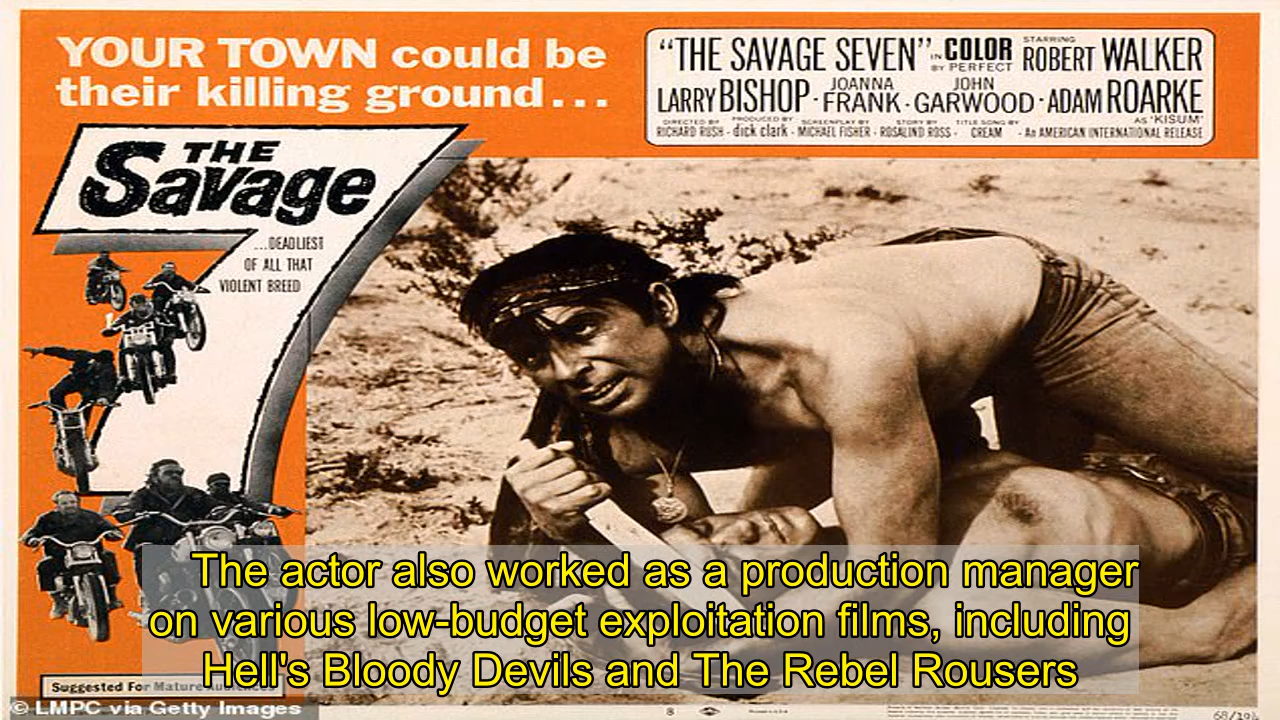 YOUR TOWN could be
their killing ground...
"THE SAVAGE SEVEN" IN COLOR BY PERFECT STARRING ROBERT WALKER
LARRY BISHOP · JOANNA FRANK · JOHN GARWOOD · ADAM ROARKE AS 'KISUM'
DIRECTED BY RICHARD RUSH · PRODUCED BY dick clark · SCREENPLAY BY MICHAEL FISHER · STORY BY ROSALIND ROSS · TITLE SONG BY CREAM · An AMERICAN INTERNATIONAL RELEASE
THE
Savage
7
...DEADLIEST
OF ALL THAT
VIOLENT BREED
The actor also worked as a production manager
on various low-budget exploitation films, including
Hell's Bloody Devils and The Rebel Rousers
Suggested For Mature Audiences
© LMPC via Getty Images
8